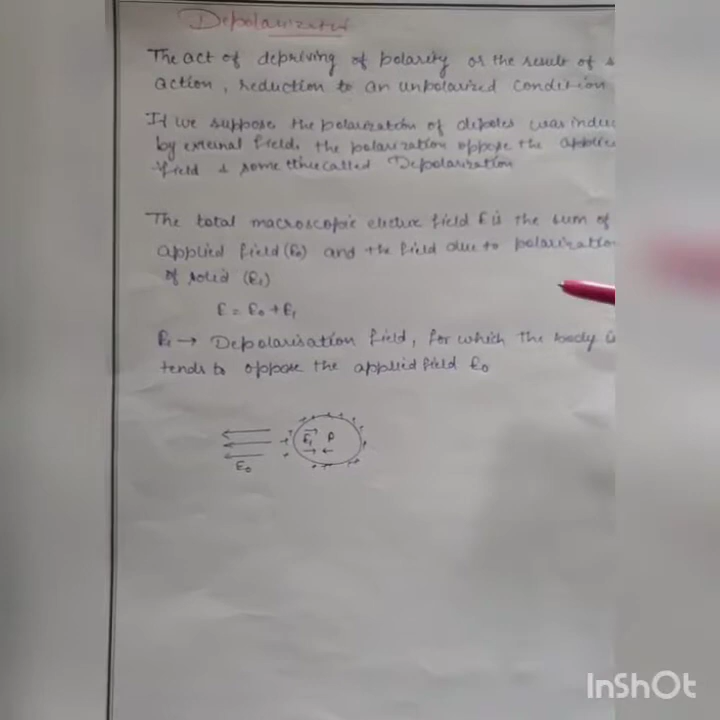 Depolarization
The act of depriving of polarity or the result of s
action, reduction to an unpolarized condition
If we suppose the polarization of dipoles was induc
by external field. the polarization oppose the applie
field & some time called Depolarization
The total macroscopic electric field E is the sum of
applied field (E₀) and the field due to polarization
of solid (E₁)
E = E₀ + E₁
E₁ → Depolarisation field, for which the body is
tends to oppose the applied field E₀
E₁ P
E₀
InShOt